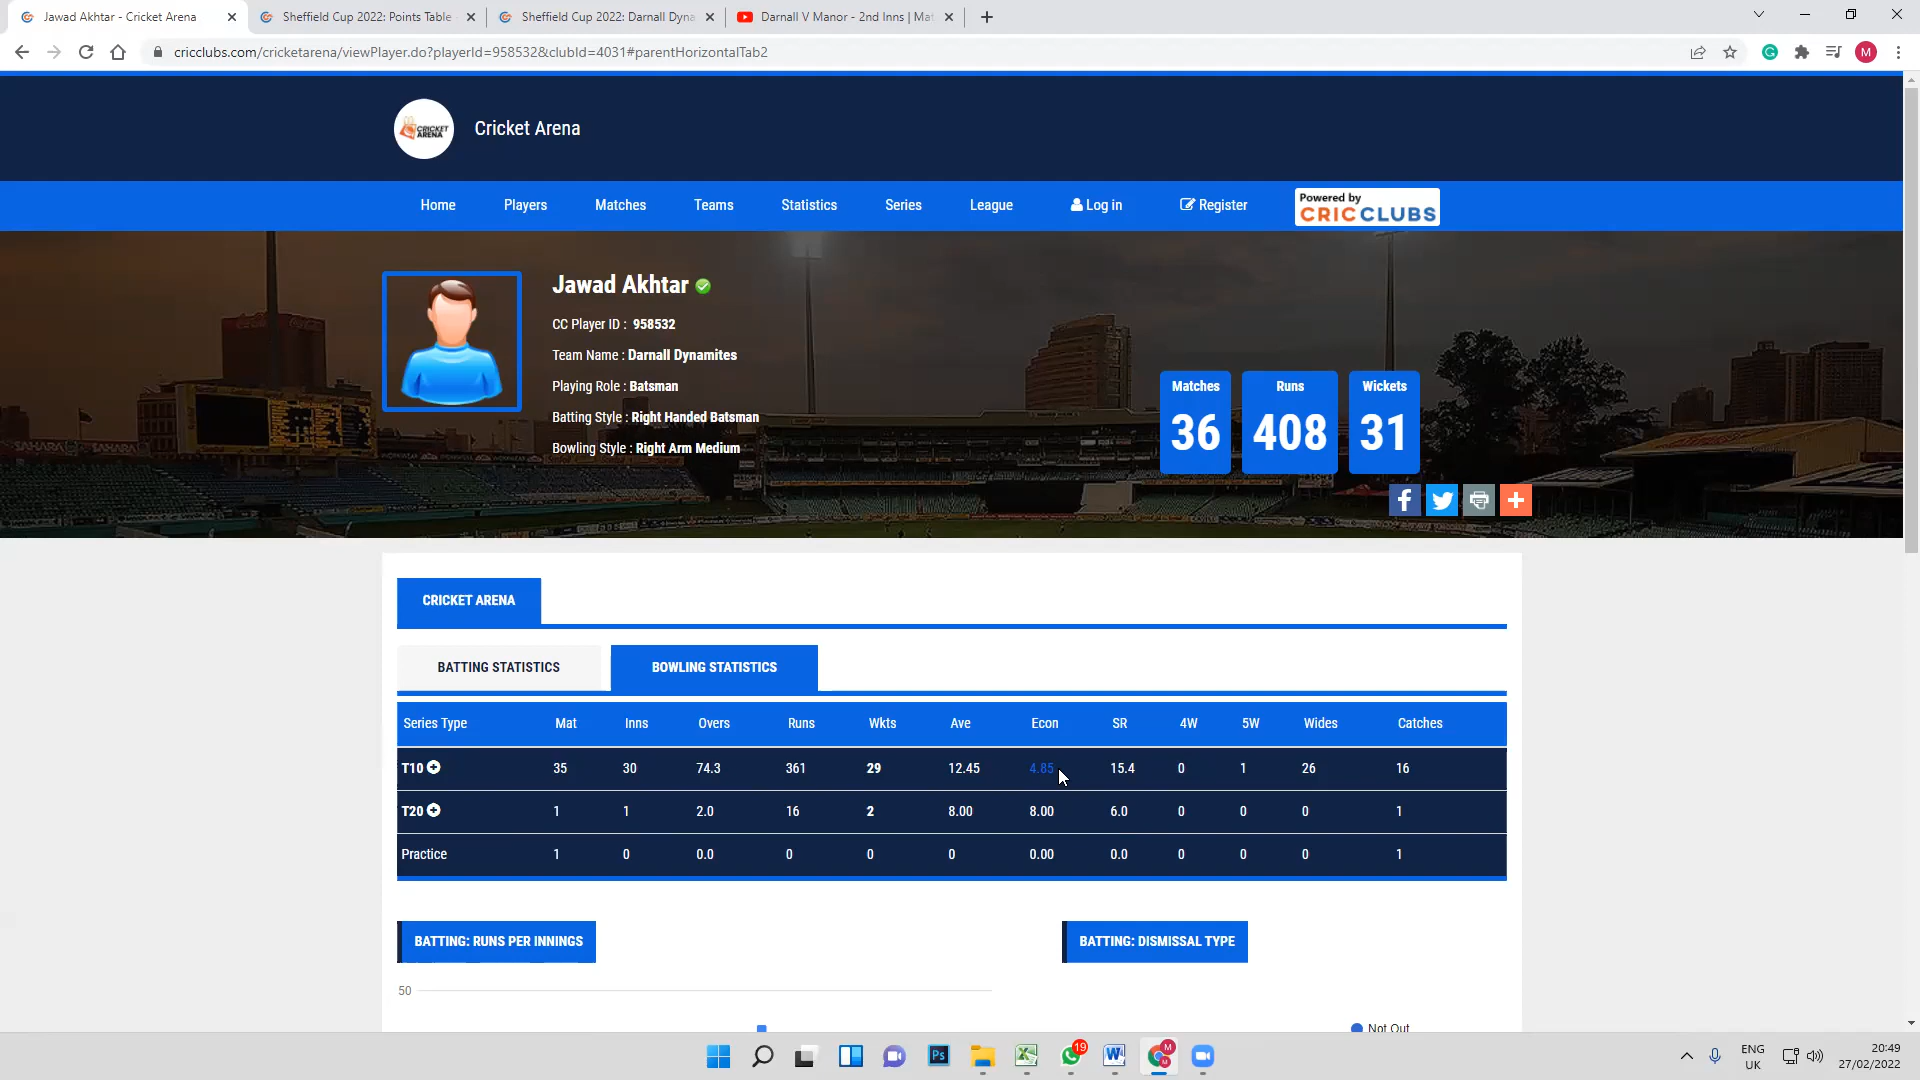 Jawad Akhtar - Cricket Arena
Sheffield Cup 2022: Points Table
Sheffield Cup 2022: Darnall Dyna
Darnall V Manor - 2nd Inns | Mat
cricclubs.com/cricketarena/viewPlayer.do?playerId=958532&clubId=4031#parentHorizontalTab2
M
CRICKET ARENA
Cricket Arena
Home Players Matches Teams Statistics Series League Log in Register
Powered by
CRICCLUBS
Jawad Akhtar
CC Player ID : 958532
Team Name : Darnall Dynamites
Playing Role : Batsman
Batting Style : Right Handed Batsman
Bowling Style : Right Arm Medium
Matches Runs Wickets
36 408 31
CRICKET ARENA
BATTING STATISTICS BOWLING STATISTICS
Series Type Mat Inns Overs Runs Wkts Ave Econ SR 4W 5W Wides Catches
T10 35 30 74.3 361 29 12.45 4.85 15.4 0 1 26 16
T20 1 1 2.0 16 2 8.00 8.00 6.0 0 0 0 1
Practice 1 0 0.0 0 0 0 0.00 0.0 0 0 0 1
BATTING: RUNS PER INNINGS BATTING: DISMISSAL TYPE
50
Not Out
Ps
19
M
M
ENG
UK
20:49
27/02/2022